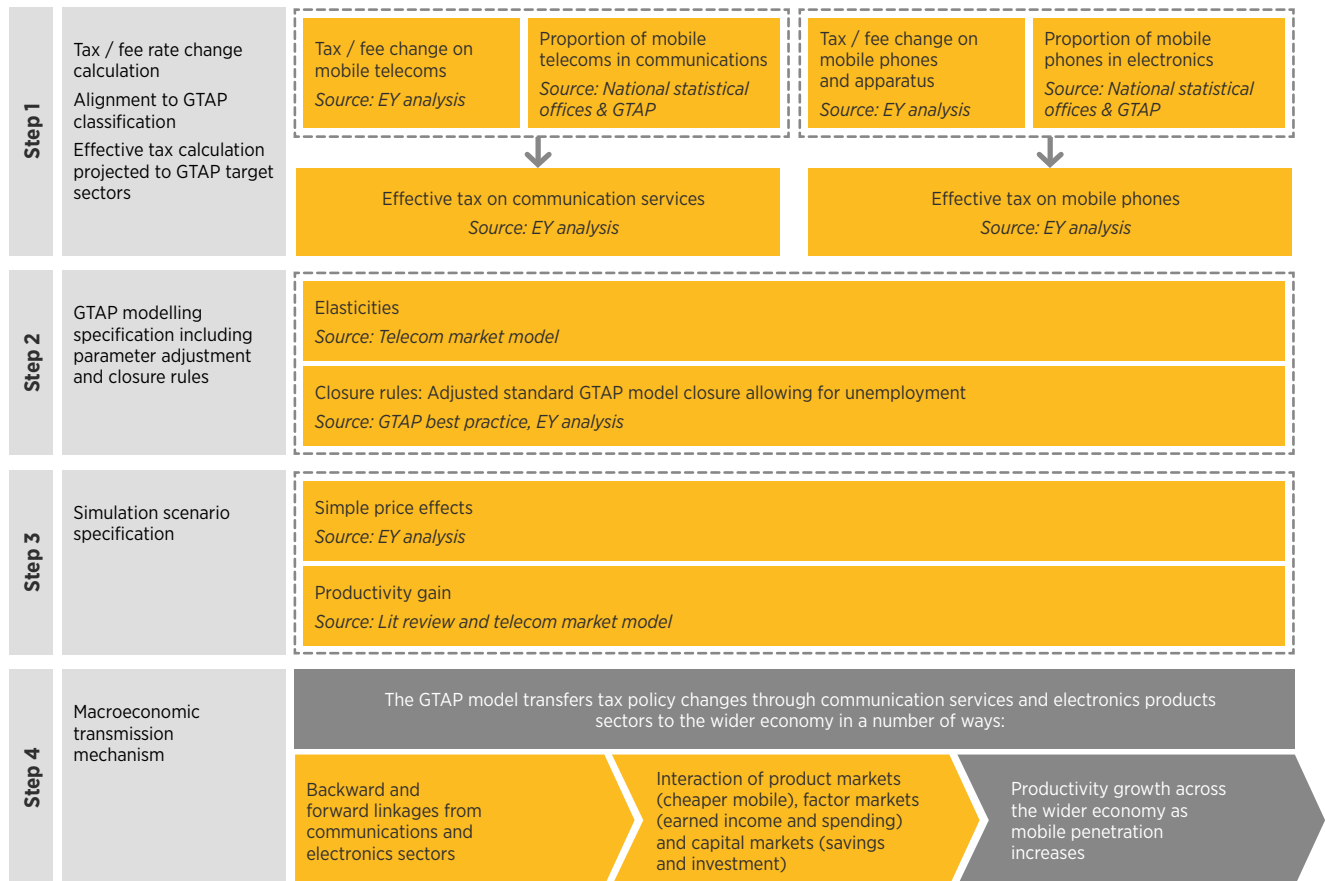 Step 1
Tax / fee rate change
calculation
Alignment to GTAP
classification
Effective tax calculation
projected to GTAP target
sectors
Tax / fee change on
mobile telecoms
Source: EY analysis
Proportion of mobile
telecoms in communications
Source: National statistical
offices & GTAP
Tax / fee change on
mobile phones
and apparatus
Source: EY analysis
Proportion of mobile
phones in electronics
Source: National statistical
offices & GTAP
Effective tax on communication services
Source: EY analysis
Effective tax on mobile phones
Source: EY analysis
Step 2
GTAP modelling
specification including
parameter adjustment
and closure rules
Elasticities
Source: Telecom market model
Closure rules: Adjusted standard GTAP model closure allowing for unemployment
Source: GTAP best practice, EY analysis
Step 3
Simulation scenario
specification
Simple price effects
Source: EY analysis
Productivity gain
Source: Lit review and telecom market model
Step 4
Macroeconomic
transmission
mechanism
The GTAP model transfers tax policy changes through communication services and electronics products
sectors to the wider economy in a number of ways:
Backward and
forward linkages from
communications and
electronics sectors
Interaction of product markets
(cheaper mobile), factor markets
(earned income and spending)
and capital markets (savings
and investment)
Productivity growth across
the wider economy as
mobile penetration
increases